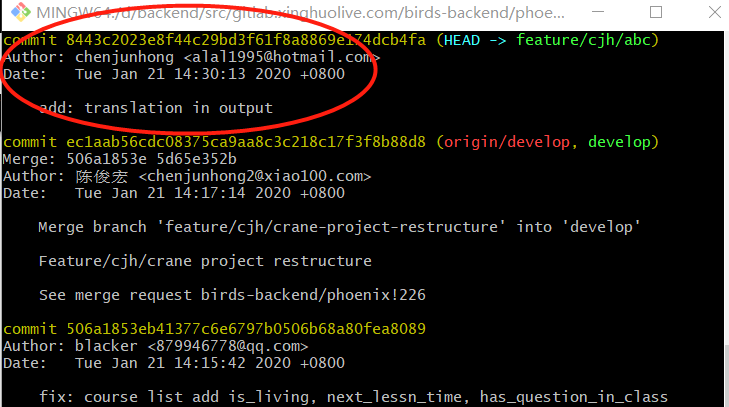 MINGW64:/d/backend/src/gitlab.xinghuolive.com/birds-backend/phoe...
commit 8443c2023e8f44c29bd3f61f8a8869e174dcb4fa (HEAD -> feature/cjh/abc)
Author: chenjunhong <alal1995@hotmail.com>
Date:   Tue Jan 21 14:30:13 2020 +0800
add: translation in output
commit ec1aab56cdc08375ca9aa8c3c218c17f3f8b88d8 (origin/develop, develop)
Merge: 506a1853e 5d65e352b
Author: 陈俊宏 <chenjunhong2@xiao100.com>
Date:   Tue Jan 21 14:17:14 2020 +0800
Merge branch 'feature/cjh/crane-project-restructure' into 'develop'
Feature/cjh/crane project restructure
See merge request birds-backend/phoenix!226
commit 506a1853eb41377c6e6797b0506b68a80fea8089
Author: blacker <879946778@qq.com>
Date:   Tue Jan 21 14:15:42 2020 +0800
fix: course list add is_living, next_lessn_time, has_question_in_class